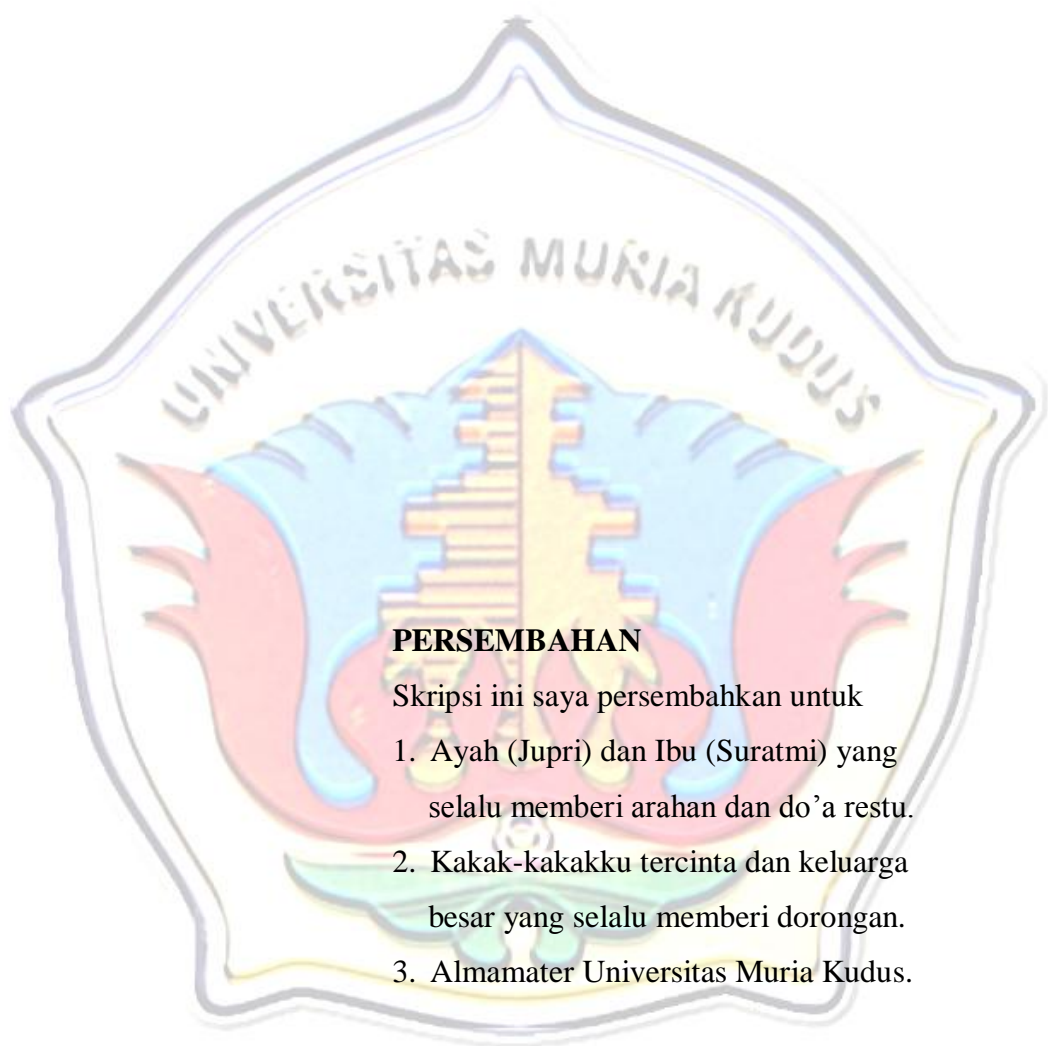 UNIVERSITAS MURIA KUDUS
PERSEMBAHAN
Skripsi ini saya persembahkan untuk
1. Ayah (Jupri) dan Ibu (Suratmi) yang
selalu memberi arahan dan do’a restu.
2. Kakak-kakakku tercinta dan keluarga
besar yang selalu memberi dorongan.
3. Almamater Universitas Muria Kudus.